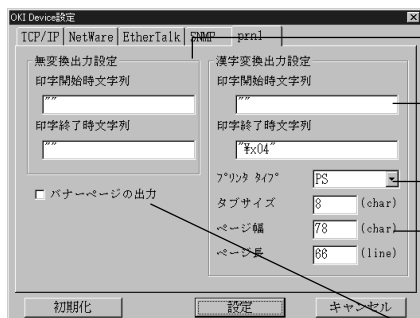 OKI Device設定
TCP/IP NetWare EtherTalk SNMP prn1
無変換出力設定
印字開始時文字列
""
印字終了時文字列
""
バナーページの出力
漢字変換出力設定
印字開始時文字列
""
印字終了時文字列
"¥x04"
プリンタ タイプ PS
タブサイズ 8 (char)
ページ幅 78 (char)
ページ長 66 (line)
初期化 設定 キャンセル